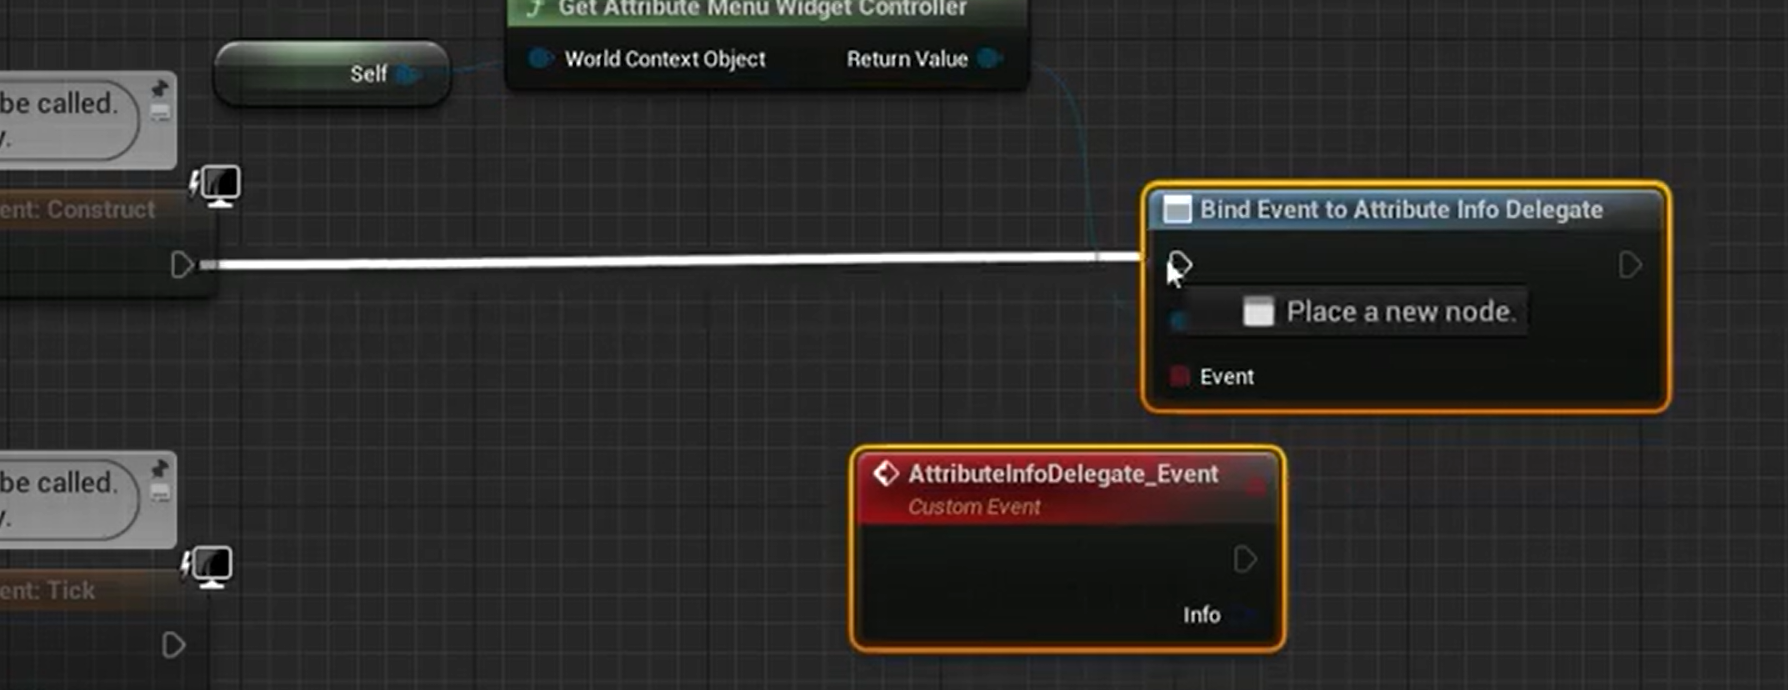 Get Attribute Menu Widget Controller
World Context Object
Return Value
Self
be called.
y.
ent: Construct
Bind Event to Attribute Info Delegate
Place a new node.
Event
AttributeInfoDelegate_Event
Custom Event
Info
be called.
y.
ent: Tick